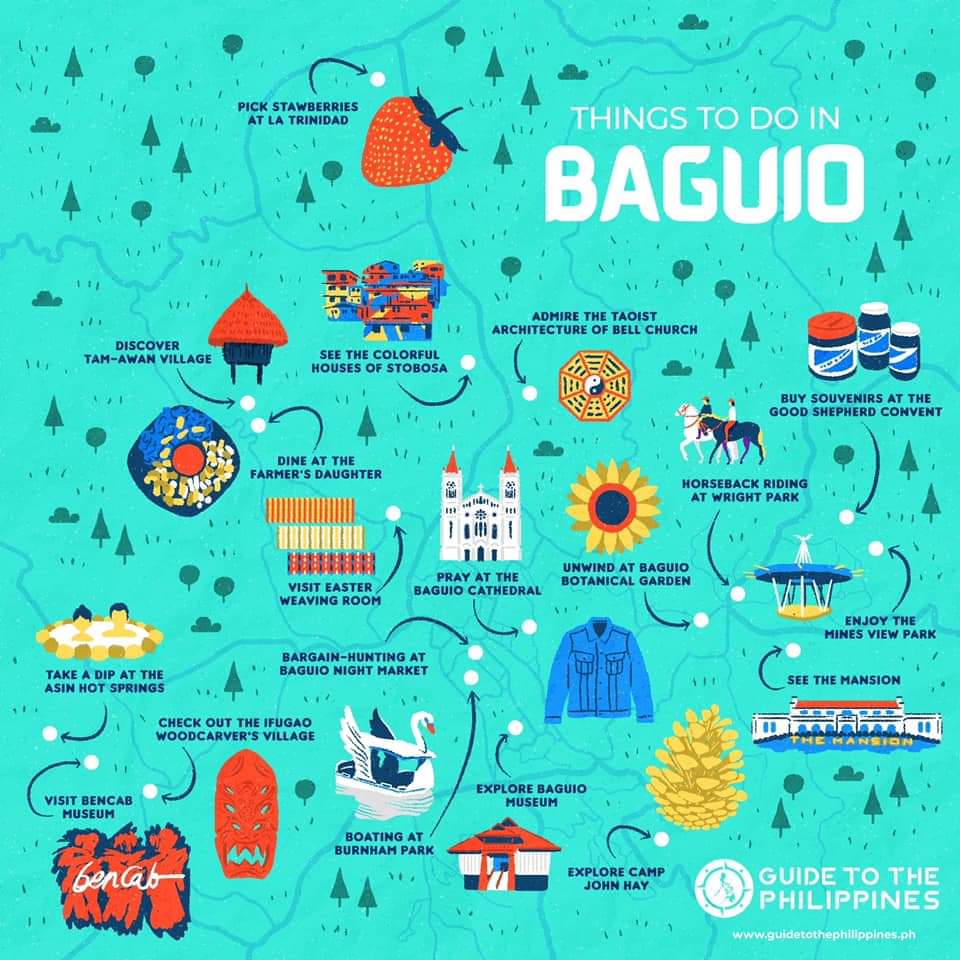 PICK STAWBERRIES
AT LA TRINIDAD
THINGS TO DO IN
BAGUIO
ADMIRE THE TAOIST
ARCHITECTURE OF BELL CHURCH
DISCOVER
TAM-AWAN VILLAGE
SEE THE COLORFUL
HOUSES OF STOBOSA
BUY SOUVENIRS AT THE
GOOD SHEPHERD CONVENT
DINE AT THE
FARMER'S DAUGHTER
HORSEBACK RIDING
AT WRIGHT PARK
VISIT EASTER
WEAVING ROOM
PRAY AT THE
BAGUIO CATHEDRAL
UNWIND AT BAGUIO
BOTANICAL GARDEN
ENJOY THE
MINES VIEW PARK
BARGAIN-HUNTING AT
BAGUIO NIGHT MARKET
TAKE A DIP AT THE
ASIN HOT SPRINGS
SEE THE MANSION
THE MANSION
CHECK OUT THE IFUGAO
WOODCARVER'S VILLAGE
VISIT BENCAB
MUSEUM
benCab
EXPLORE BAGUIO
MUSEUM
BOATING AT
BURNHAM PARK
EXPLORE CAMP
JOHN HAY
GUIDE TO THE
PHILIPPINES
www.guidetothephilippines.ph